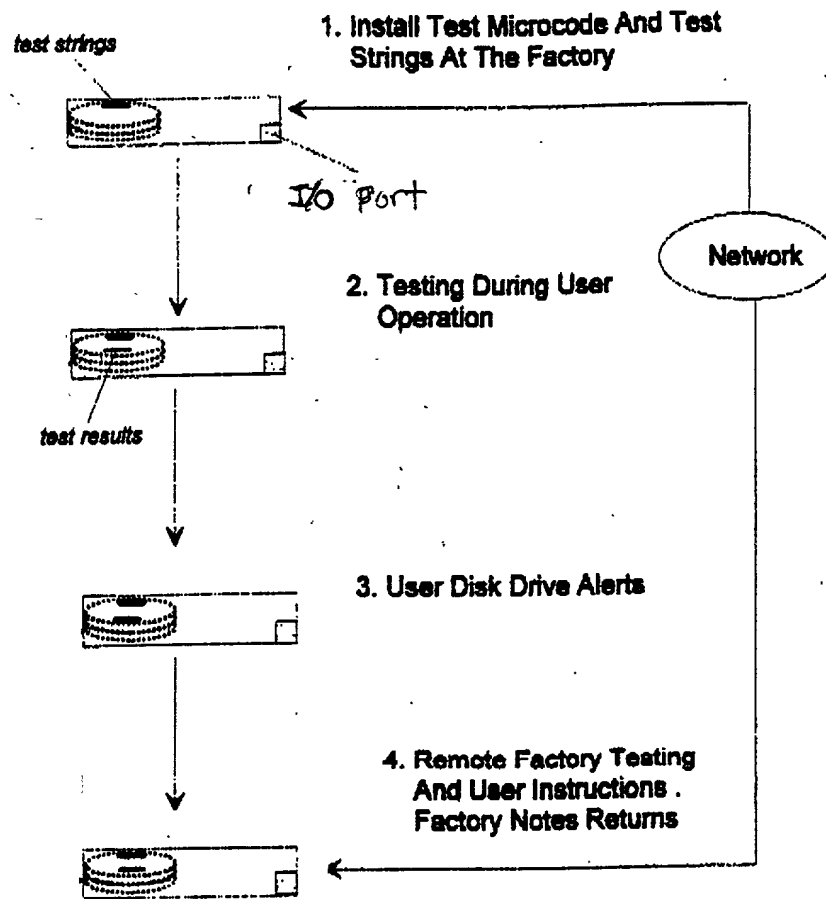 test strings
1. Install Test Microcode And Test
Strings At The Factory
I/O Port
Network
2. Testing During User
Operation
test results
3. User Disk Drive Alerts
4. Remote Factory Testing
And User Instructions .
Factory Notes Returns